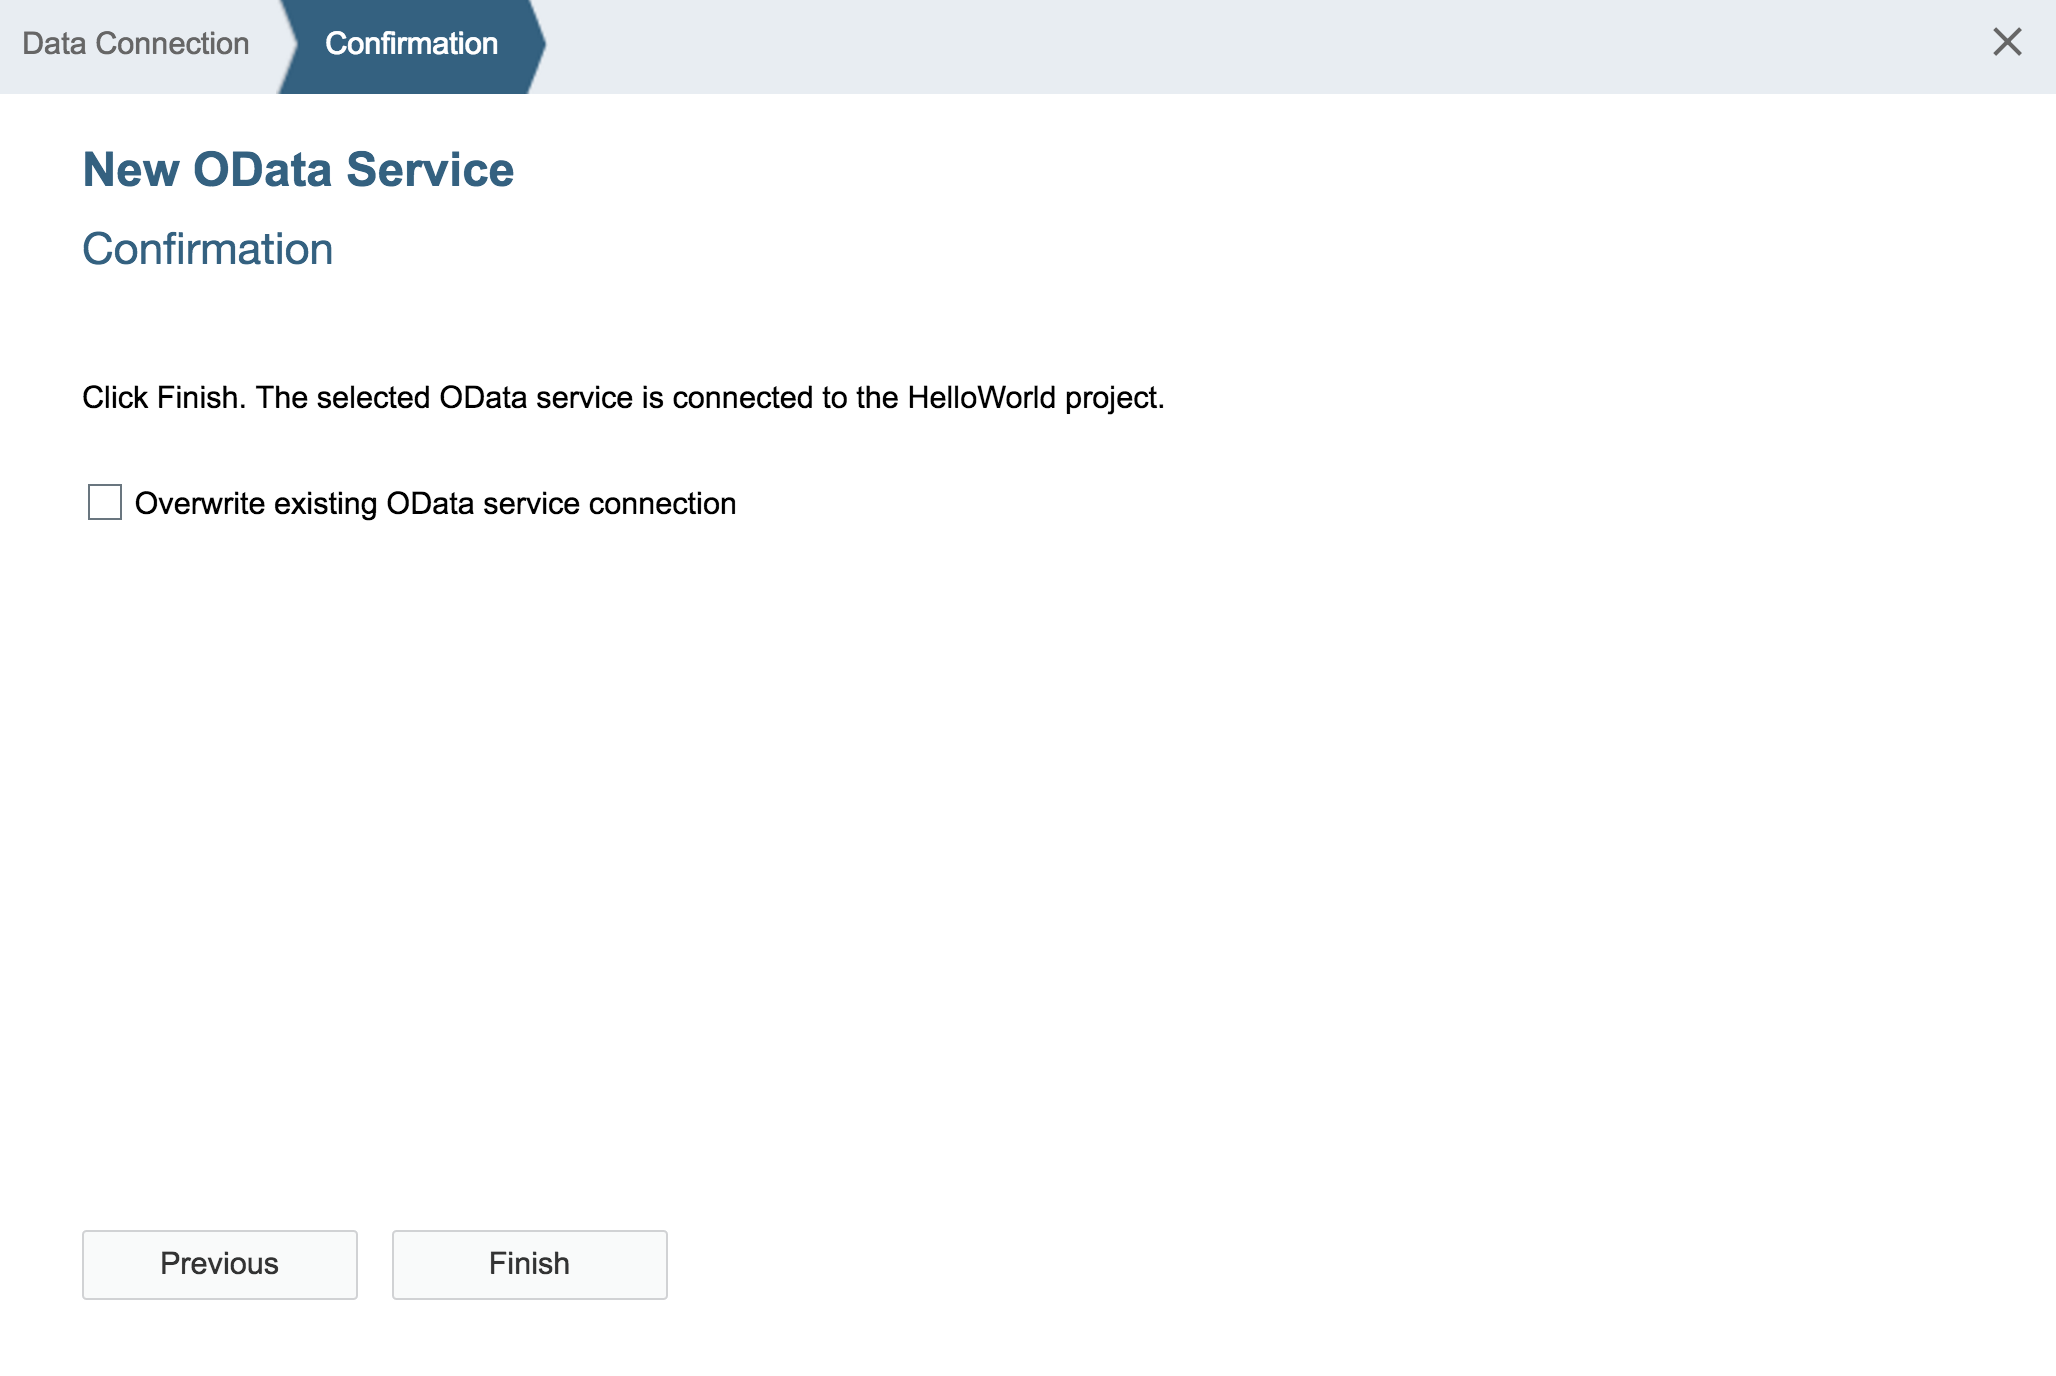 Data Connection
Confirmation
New OData Service
Confirmation
Click Finish. The selected OData service is connected to the HelloWorld project.
Overwrite existing OData service connection
Previous
Finish